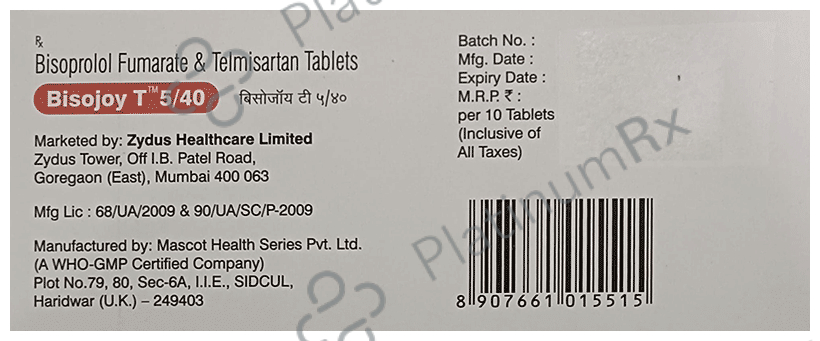 Rx
Bisoprolol Fumarate & Telmisartan Tablets
Bisojoy T™ 5/40 बिसोजॉय टी ५/४०
Marketed by: Zydus Healthcare Limited
Zydus Tower, Off I.B. Patel Road,
Goregaon (East), Mumbai 400 063
Mfg Lic : 68/UA/2009 & 90/UA/SC/P-2009
Manufactured by: Mascot Health Series Pvt. Ltd.
(A WHO-GMP Certified Company)
Plot No.79, 80, Sec-6A, I.I.E., SIDCUL,
Haridwar (U.K.) – 249403
Batch No. :
Mfg. Date :
Expiry Date :
M.R.P. ₹ :
per 10 Tablets
(Inclusive of
All Taxes)
8 907661 015515
PlatinumRx